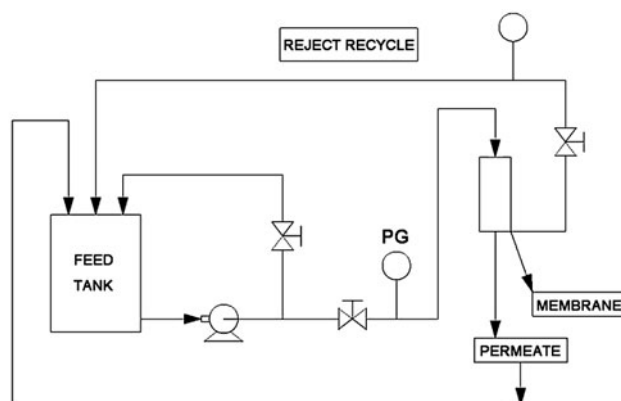 REJECT RECYCLE
FEED
TANK
PG
MEMBRANE
PERMEATE